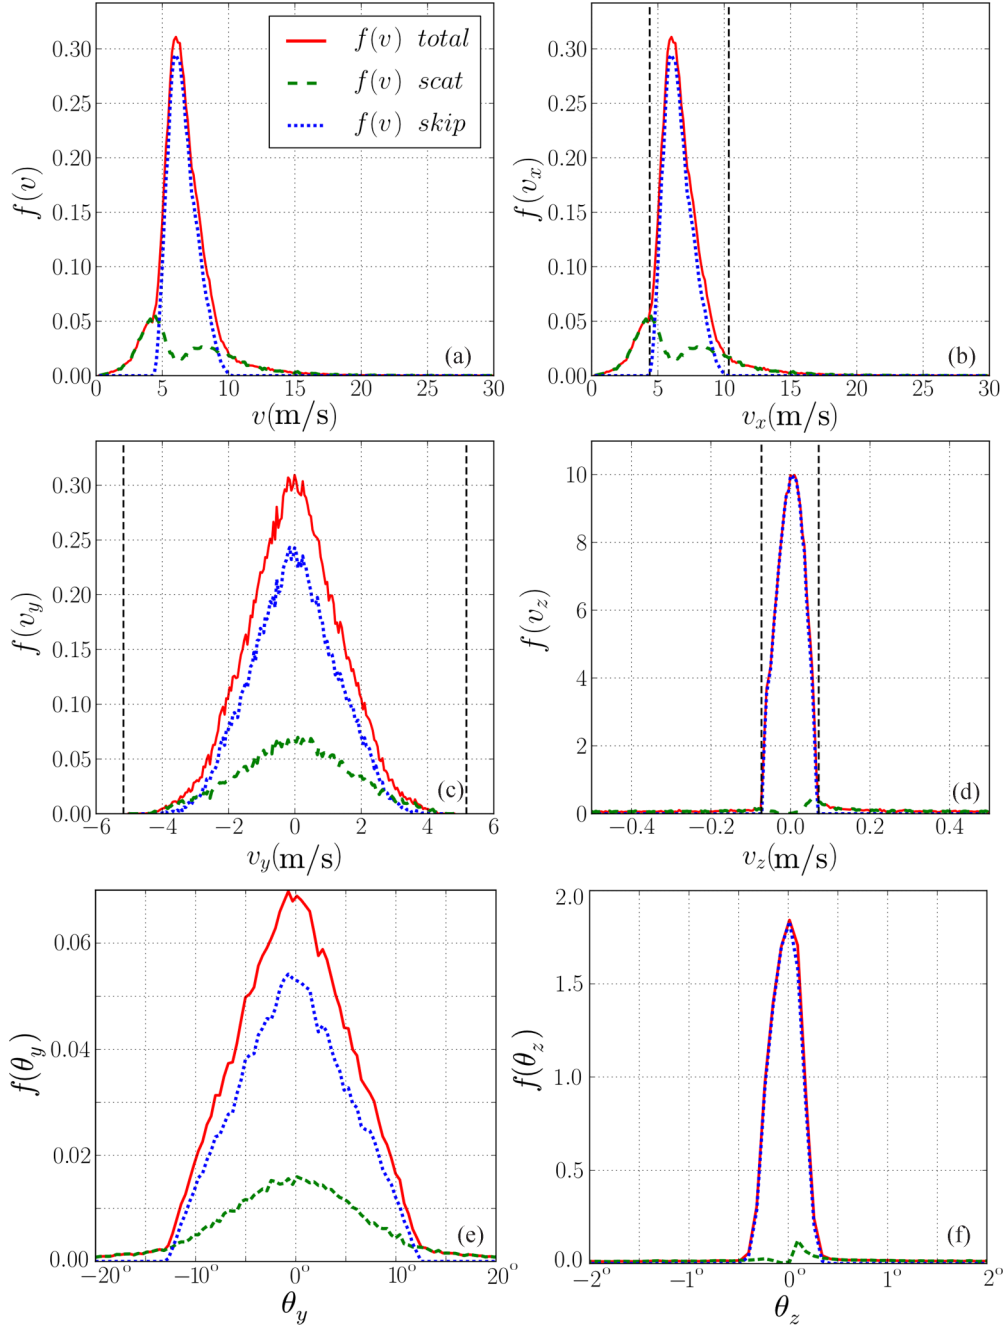 f(v) total
f(v) scat
f(v) skip
f(v)
0.30
0.25
0.20
0.15
0.10
0.05
0.00
0 5 10 15 20 25 30
v(m/s)
(a)
f(v_x)
0.30
0.25
0.20
0.15
0.10
0.05
0.00
0 5 10 15 20 25 30
v_x(m/s)
(b)
f(v_y)
0.30
0.25
0.20
0.15
0.10
0.05
0.00
−6 −4 −2 0 2 4 6
v_y(m/s)
(c)
f(v_z)
10
8
6
4
2
0
−0.4 −0.2 0.0 0.2 0.4
v_z(m/s)
(d)
f(θ_y)
0.06
0.04
0.02
0.00
−20° −10° 0° 10° 20°
θ_y
(e)
f(θ_z)
2.0
1.5
1.0
0.5
0.0
−2° −1° 0° 1° 2°
θ_z
(f)